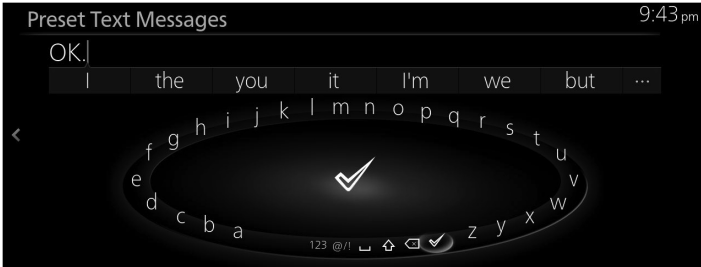 Preset Text Messages 9:43 pm
OK.
I the you it I'm we but ...
a b c d e f g h i j k l m n o p q r s t u v w x y z
123 @/!